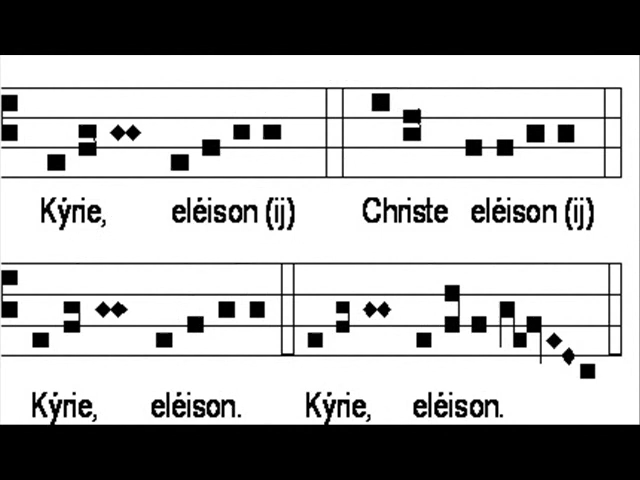 Kýrie, eléison (ij) Christe eléison (ij)
Kýrie, eléison. Kýrie, eléison.